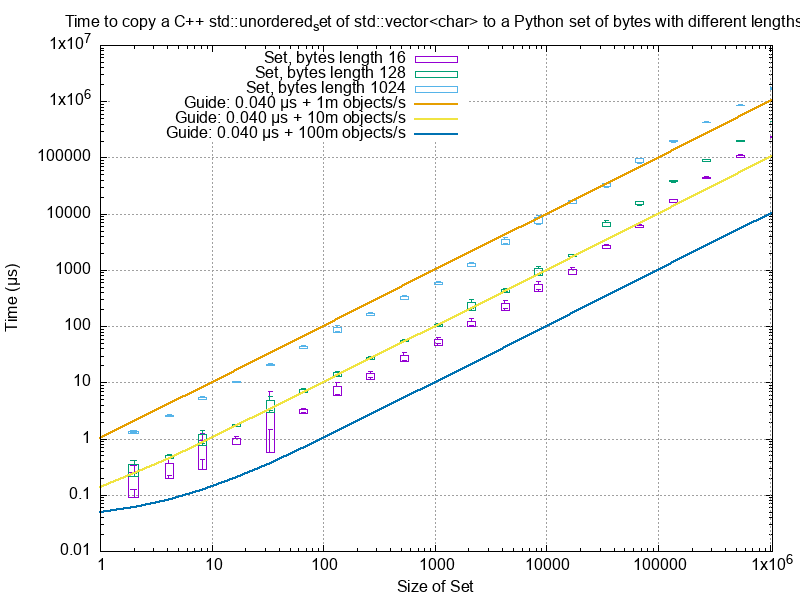 Time to copy a C++ std::unordered_set of std::vector<char> to a Python set of bytes with different lengths
1x10^7
1x10^6
100000
10000
1000
100
10
1
0.1
0.01
Set, bytes length 16
Set, bytes length 128
Set, bytes length 1024
Guide: 0.040 µs + 1m objects/s
Guide: 0.040 µs + 10m objects/s
Guide: 0.040 µs + 100m objects/s
Time (µs)
1 10 100 1000 10000 100000 1x10^6
Size of Set